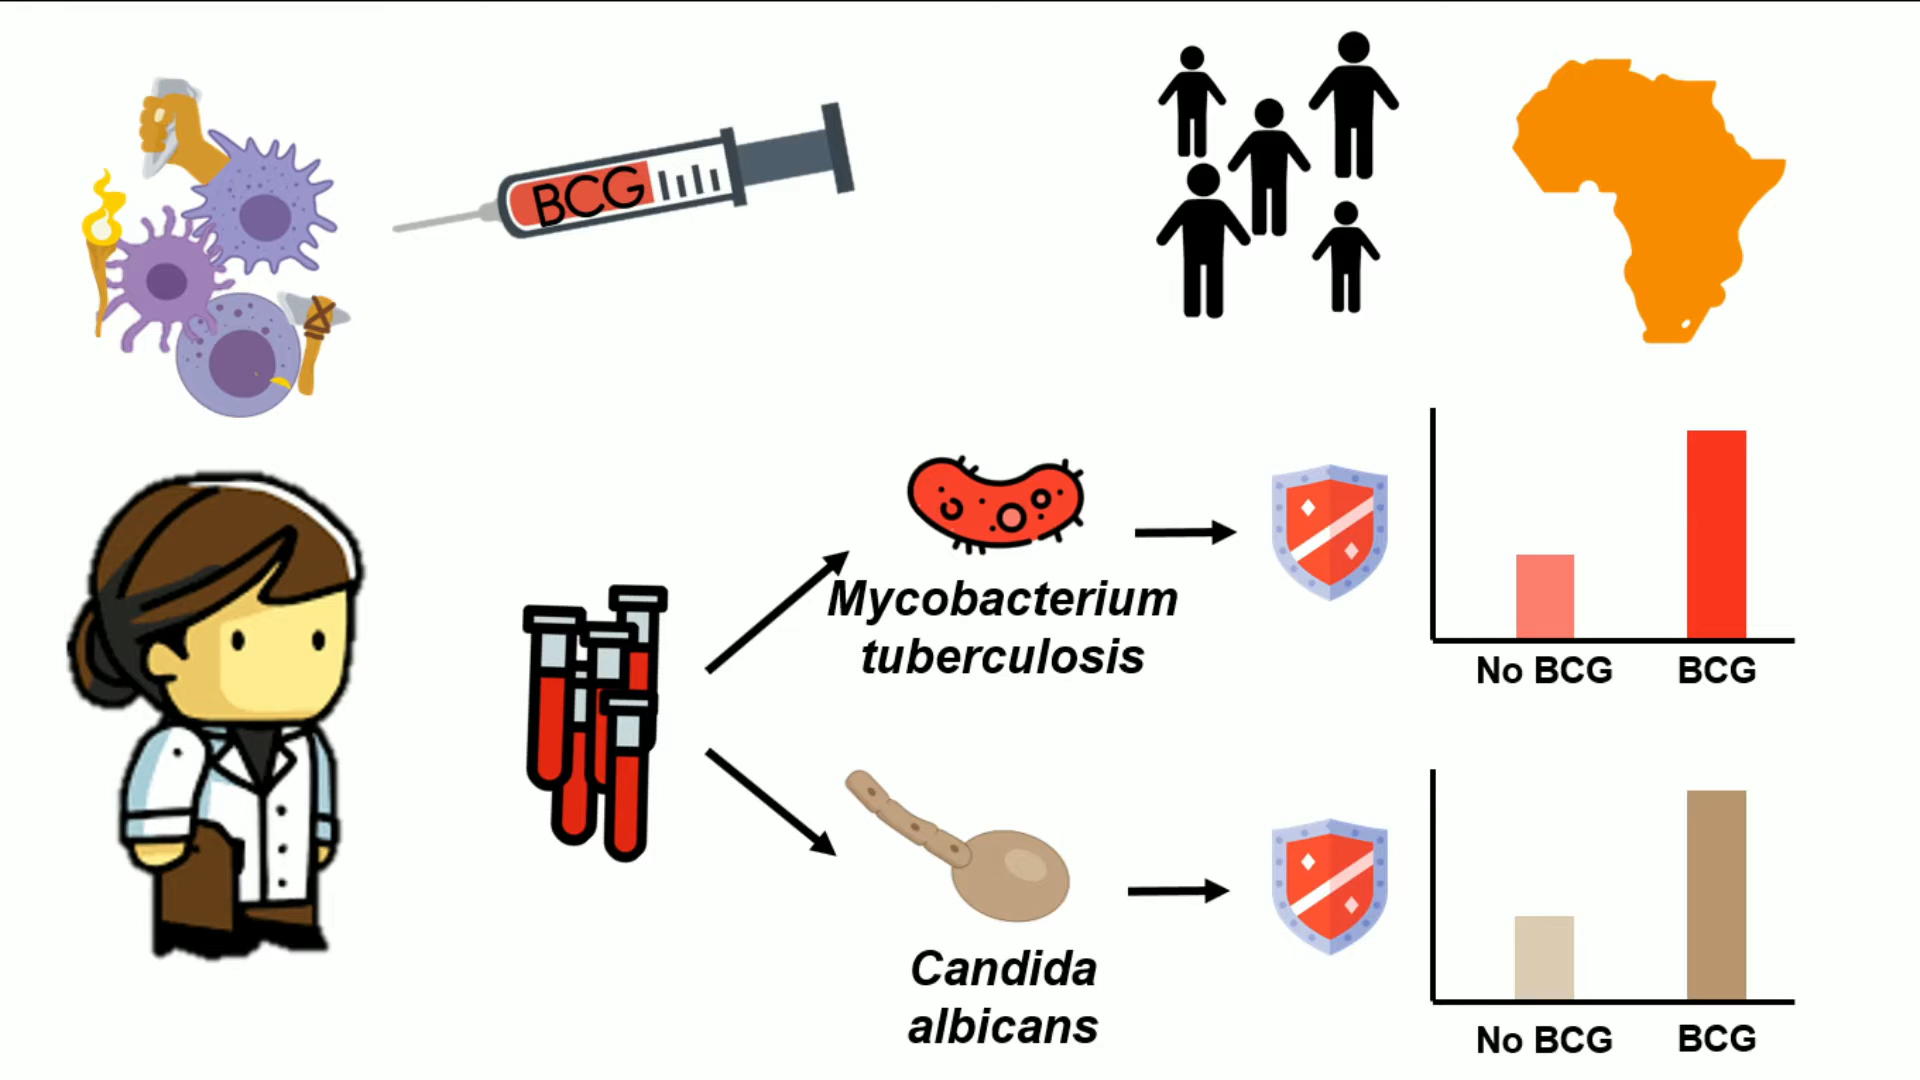 BCG
Mycobacterium
tuberculosis
No BCG
BCG
Candida
albicans
No BCG
BCG